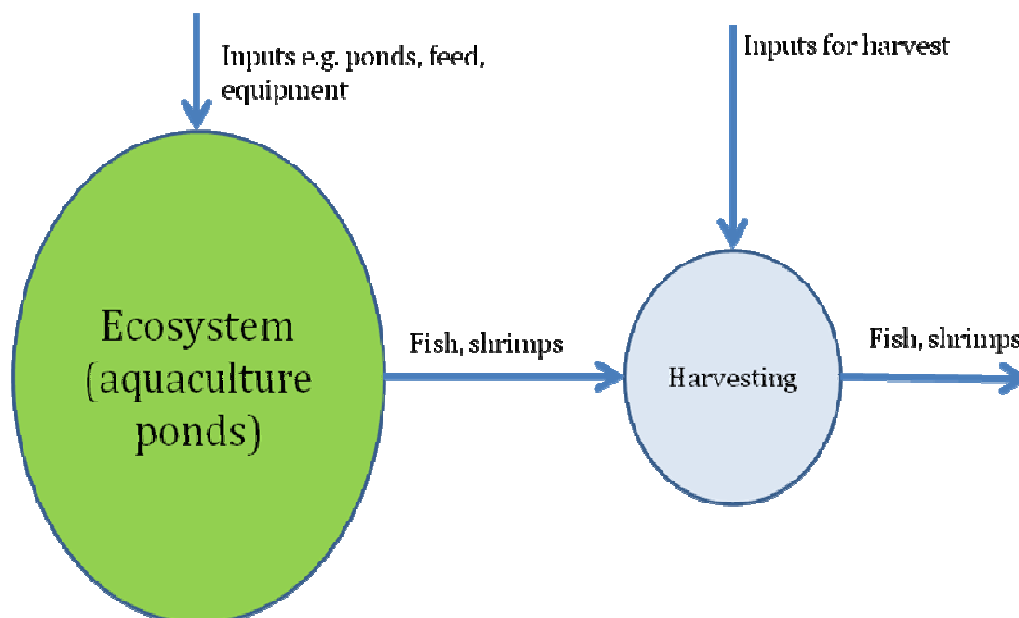 Inputs e.g. ponds, feed,
equipment
Inputs for harvest
Ecosystem
(aquaculture
ponds)
Fish, shrimps
Harvesting
Fish, shrimps